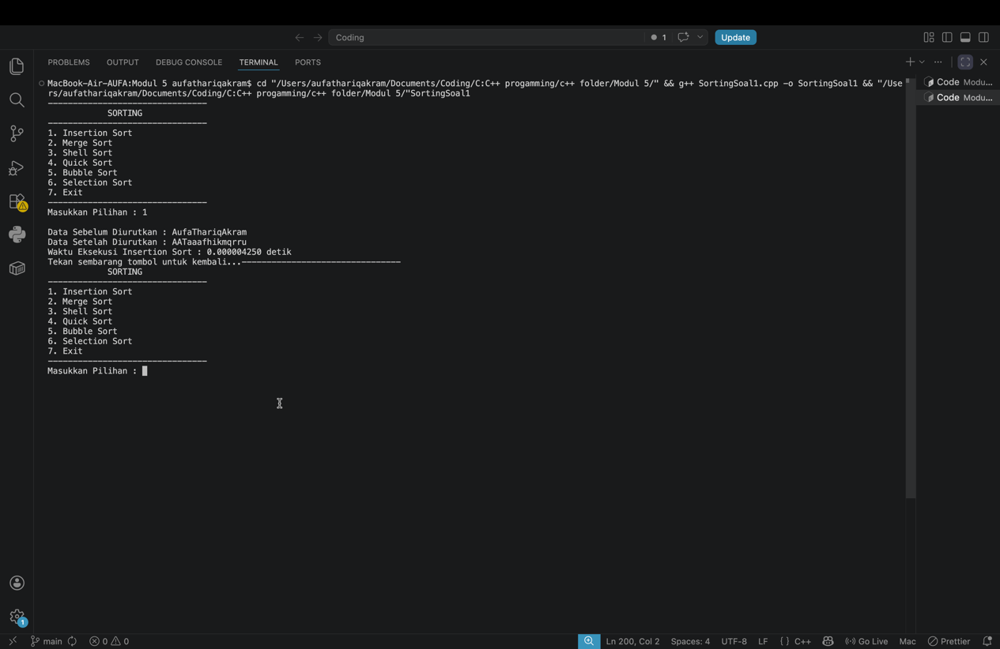 Coding
1
Update
PROBLEMS OUTPUT DEBUG CONSOLE TERMINAL PORTS
MacBook-Air-AUFA:Modul 5 aufathariqakram$ cd "/Users/aufathariqakram/Documents/Coding/C:C++ progamming/c++ folder/Modul 5/" && g++ SortingSoal1.cpp -o SortingSoal1 && "/Use
rs/aufathariqakram/Documents/Coding/C:C++ progamming/c++ folder/Modul 5/"SortingSoal1
--------------------------------
SORTING
--------------------------------
1. Insertion Sort
2. Merge Sort
3. Shell Sort
4. Quick Sort
5. Bubble Sort
6. Selection Sort
7. Exit
--------------------------------
Masukkan Pilihan : 1
Data Sebelum Diurutkan : AufaThariqAkram
Data Setelah Diurutkan : AATaaafhikmqrru
Waktu Eksekusi Insertion Sort : 0.000004250 detik
Tekan sembarang tombol untuk kembali...--------------------------------
SORTING
--------------------------------
1. Insertion Sort
2. Merge Sort
3. Shell Sort
4. Quick Sort
5. Bubble Sort
6. Selection Sort
7. Exit
--------------------------------
Masukkan Pilihan :
Code Modu...
Code Modu...
1
main 0 0 Ln 200, Col 2 Spaces: 4 UTF-8 LF { } C++ Go Live Mac Prettier